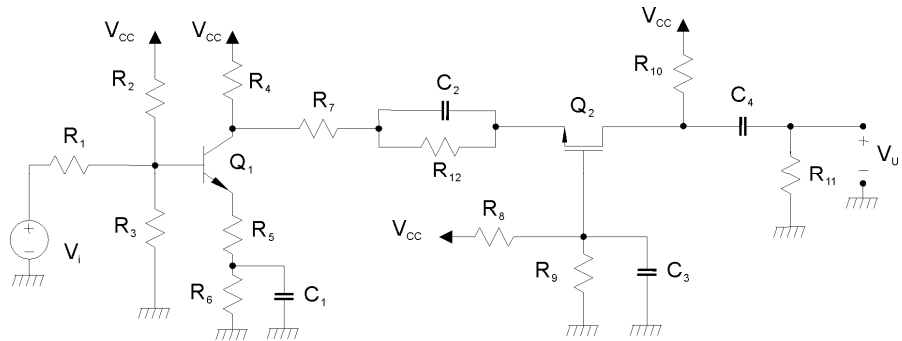 V_CC V_CC V_CC
R_2 R_4 R_10
C_2 Q_2 C_4
R_7
R_1 Q_1 R_12 R_11 + V_U −
R_3 R_5 R_8
+ − V_i V_CC
R_6 C_1 R_9 C_3